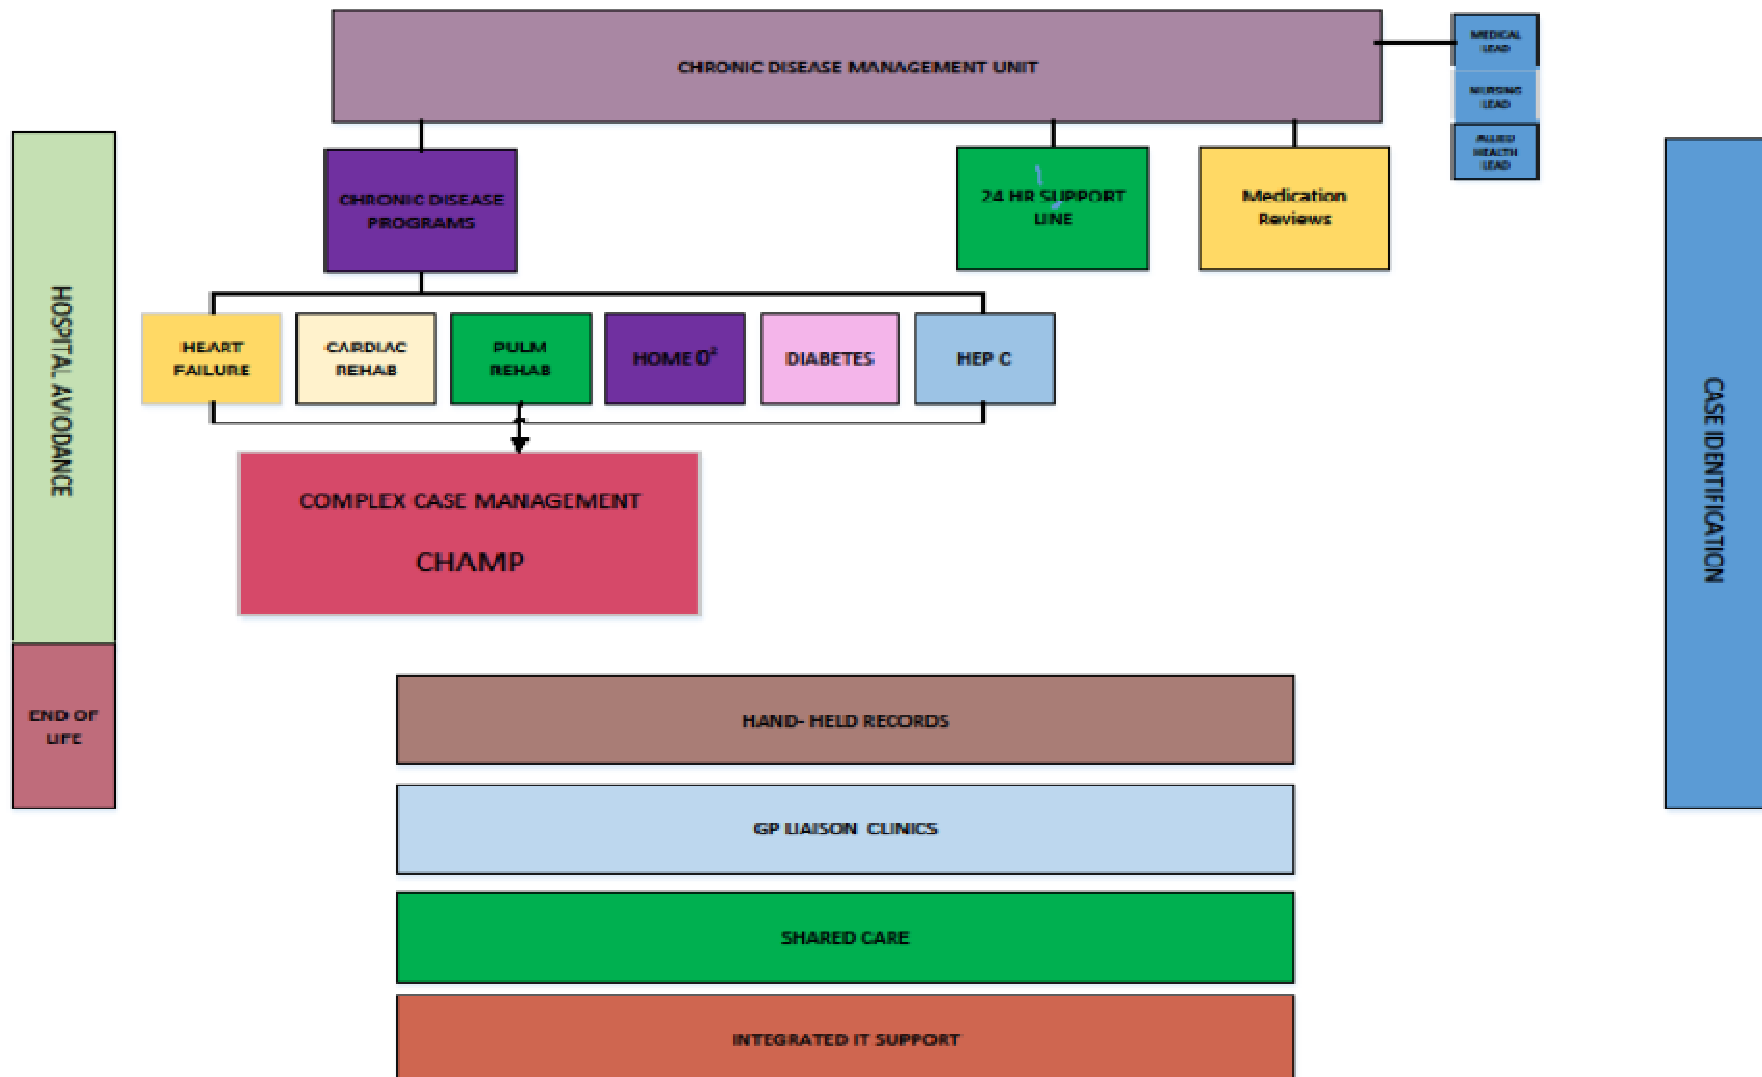 CHRONIC DISEASE MANAGEMENT UNIT
MEDICAL
LEAD
NURSING
LEAD
ALLIED
HEALTH
LEAD
CHRONIC DISEASE
PROGRAMS
24 HR SUPPORT
LINE
Medication
Reviews
HOSPITAL AVODANCE
HEART
FAILURE
CARDIAC
REHAB
PULM
REHAB
HOME 0²
DIABETES
HEP C
CASE IDENTIFICATION
COMPLEX CASE MANAGEMENT
CHAMP
END OF
LIFE
HAND- HELD RECORDS
GP LIAISON CLINICS
SHARED CARE
INTEGRATED IT SUPPORT